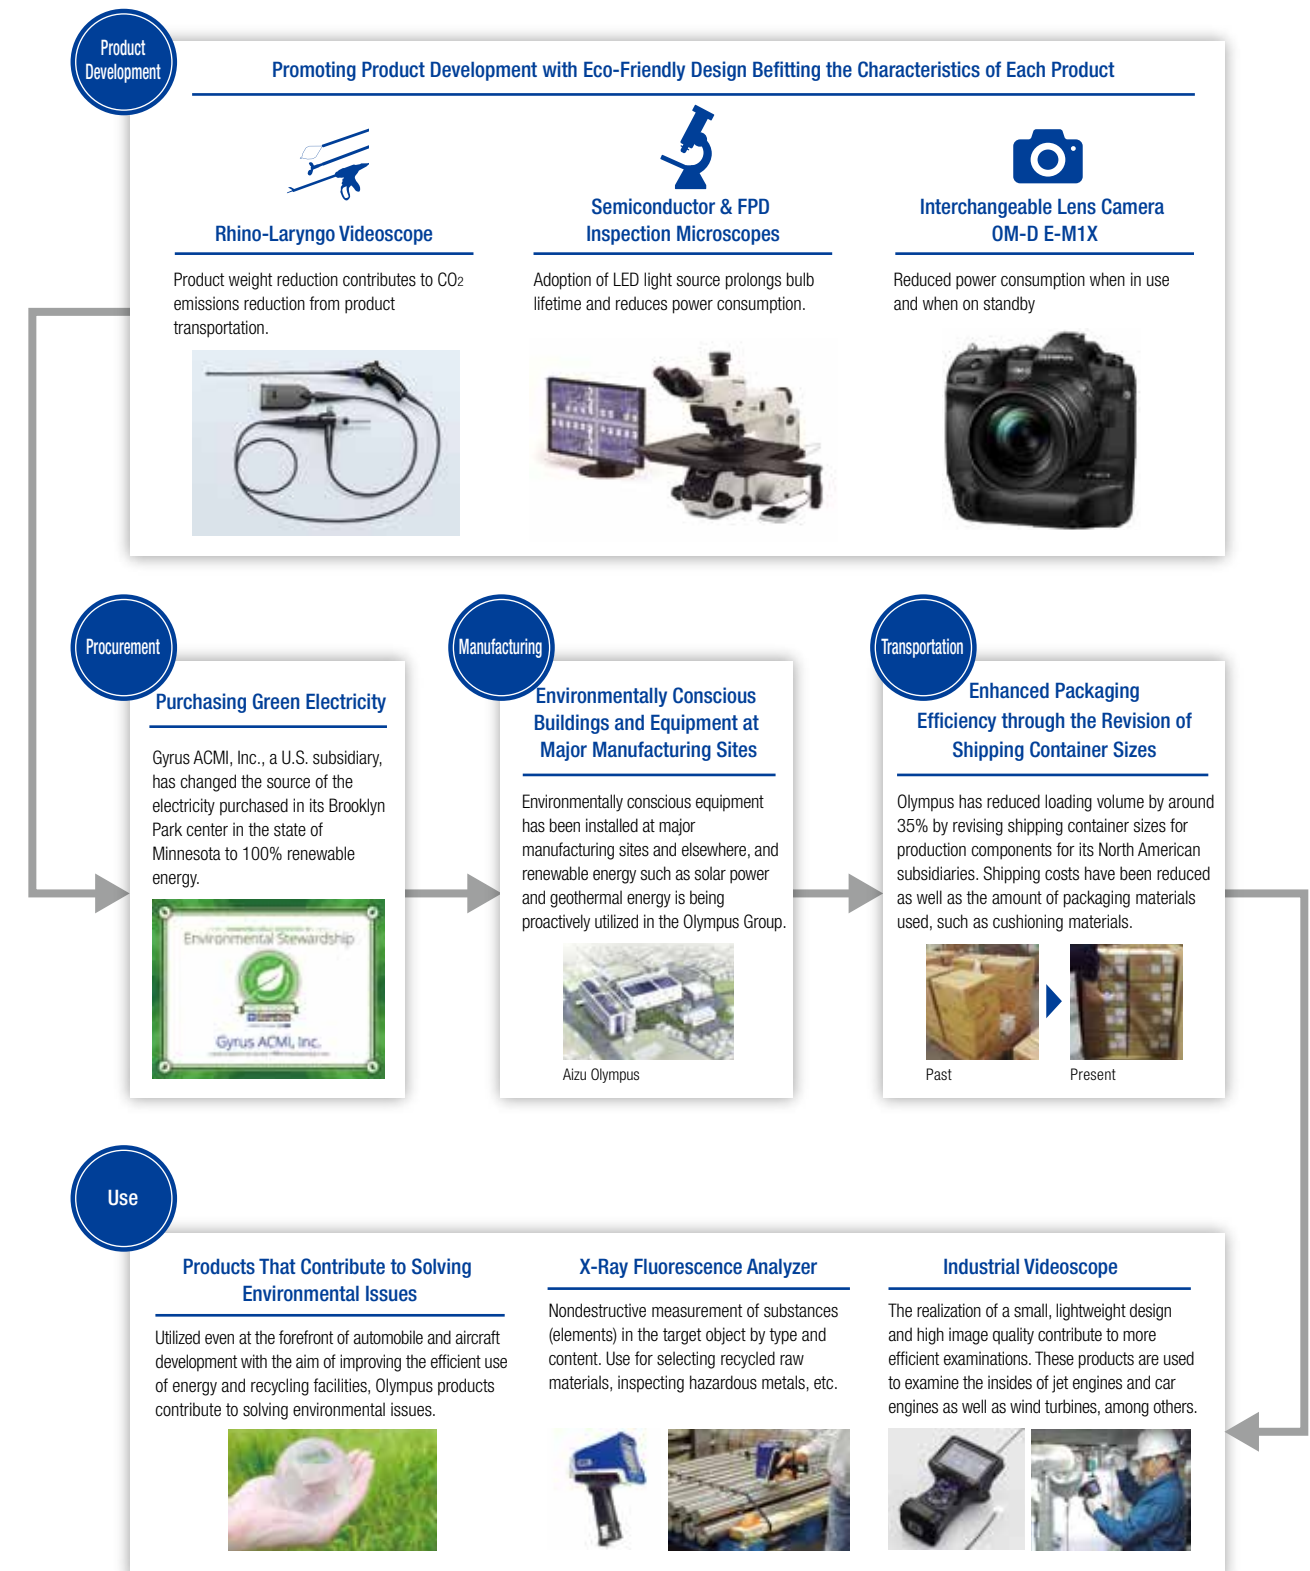 Product
Development
Promoting Product Development with Eco-Friendly Design Befitting the Characteristics of Each Product
Rhino-Laryngo Videoscope
Product weight reduction contributes to CO2
emissions reduction from product
transportation.
Semiconductor & FPD
Inspection Microscopes
Adoption of LED light source prolongs bulb
lifetime and reduces power consumption.
Interchangeable Lens Camera
OM-D E-M1X
Reduced power consumption when in use
and when on standby
OLYMPUS
Procurement
Purchasing Green Electricity
Gyrus ACMI, Inc., a U.S. subsidiary,
has changed the source of the
electricity purchased in its Brooklyn
Park center in the state of
Minnesota to 100% renewable
energy.
Environmental Stewardship
Gyrus ACMI, Inc.
Manufacturing
Environmentally Conscious
Buildings and Equipment at
Major Manufacturing Sites
Environmentally conscious equipment
has been installed at major
manufacturing sites and elsewhere, and
renewable energy such as solar power
and geothermal energy is being
proactively utilized in the Olympus Group.
Aizu Olympus
Transportation
Enhanced Packaging
Efficiency through the Revision of
Shipping Container Sizes
Olympus has reduced loading volume by around
35% by revising shipping container sizes for
production components for its North American
subsidiaries. Shipping costs have been reduced
as well as the amount of packaging materials
used, such as cushioning materials.
Past
Present
Use
Products That Contribute to Solving
Environmental Issues
Utilized even at the forefront of automobile and aircraft
development with the aim of improving the efficient use
of energy and recycling facilities, Olympus products
contribute to solving environmental issues.
X-Ray Fluorescence Analyzer
Nondestructive measurement of substances
(elements) in the target object by type and
content. Use for selecting recycled raw
materials, inspecting hazardous metals, etc.
Industrial Videoscope
The realization of a small, lightweight design
and high image quality contribute to more
efficient examinations. These products are used
to examine the insides of jet engines and car
engines as well as wind turbines, among others.